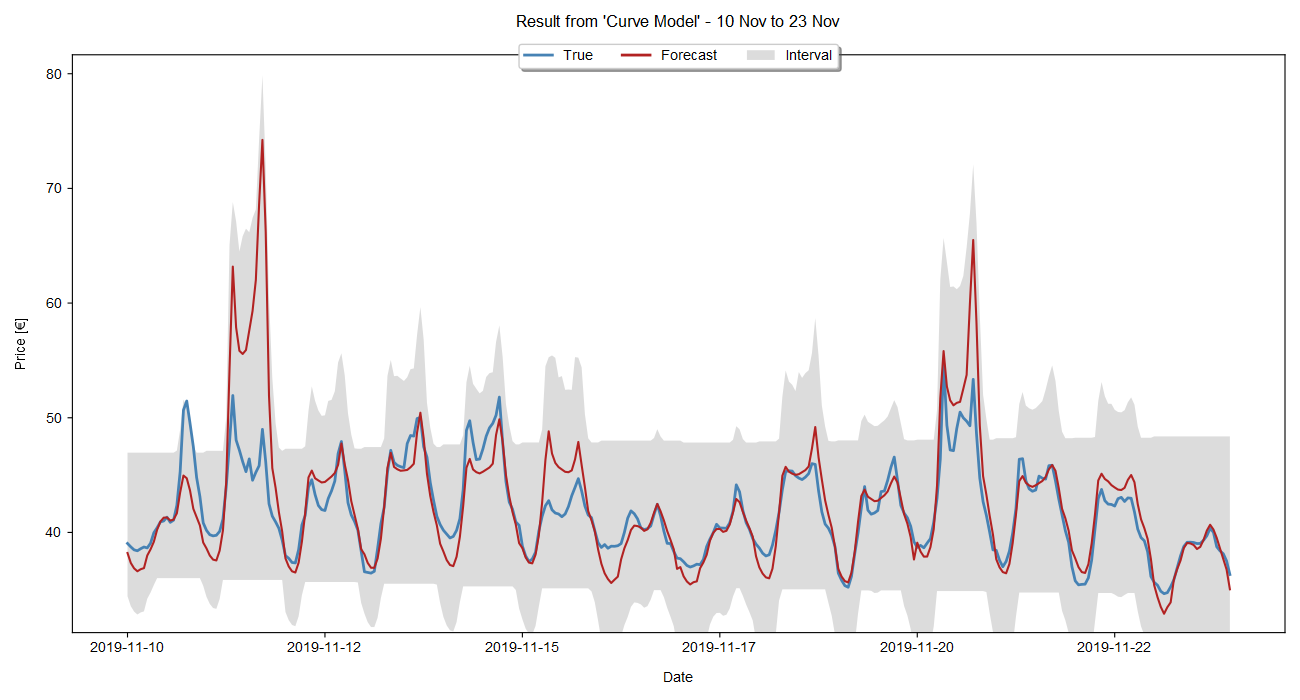 Result from 'Curve Model' - 10 Nov to 23 Nov
True Forecast Interval
80
70
60
50
40
Price [€]
2019-11-10 2019-11-12 2019-11-15 2019-11-17 2019-11-20 2019-11-22
Date